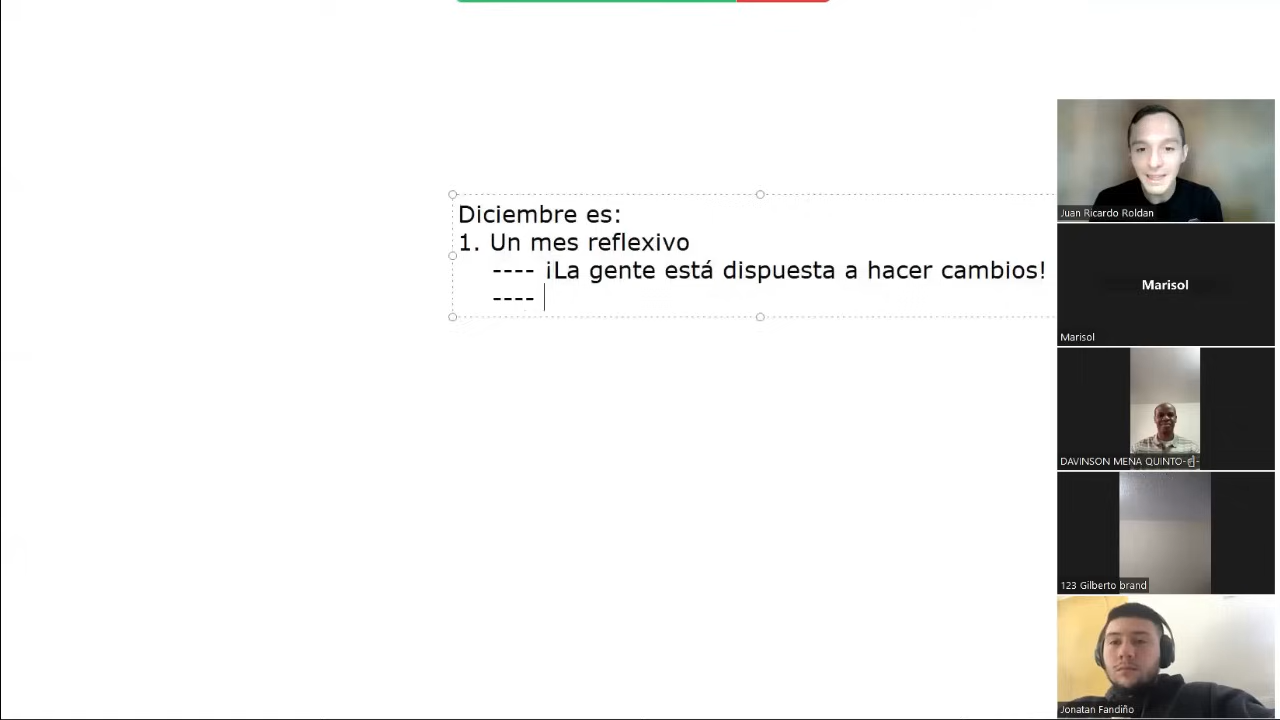 Diciembre es:
1. Un mes reflexivo
---- ¡La gente está dispuesta a hacer cambios!
----
Juan Ricardo Roldan
Marisol
Marisol
DAVINSON MENA QUINTO-
123 Gilberto brand
Jonatan Fandiño